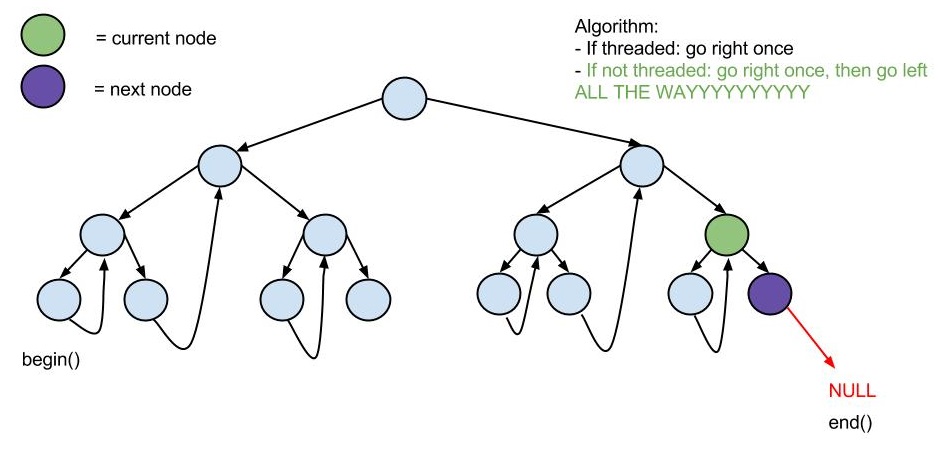 = current node
= next node
Algorithm:
- If threaded: go right once
- If not threaded: go right once, then go left
ALL THE WAYYYYYYYYYY
begin()
NULL
end()